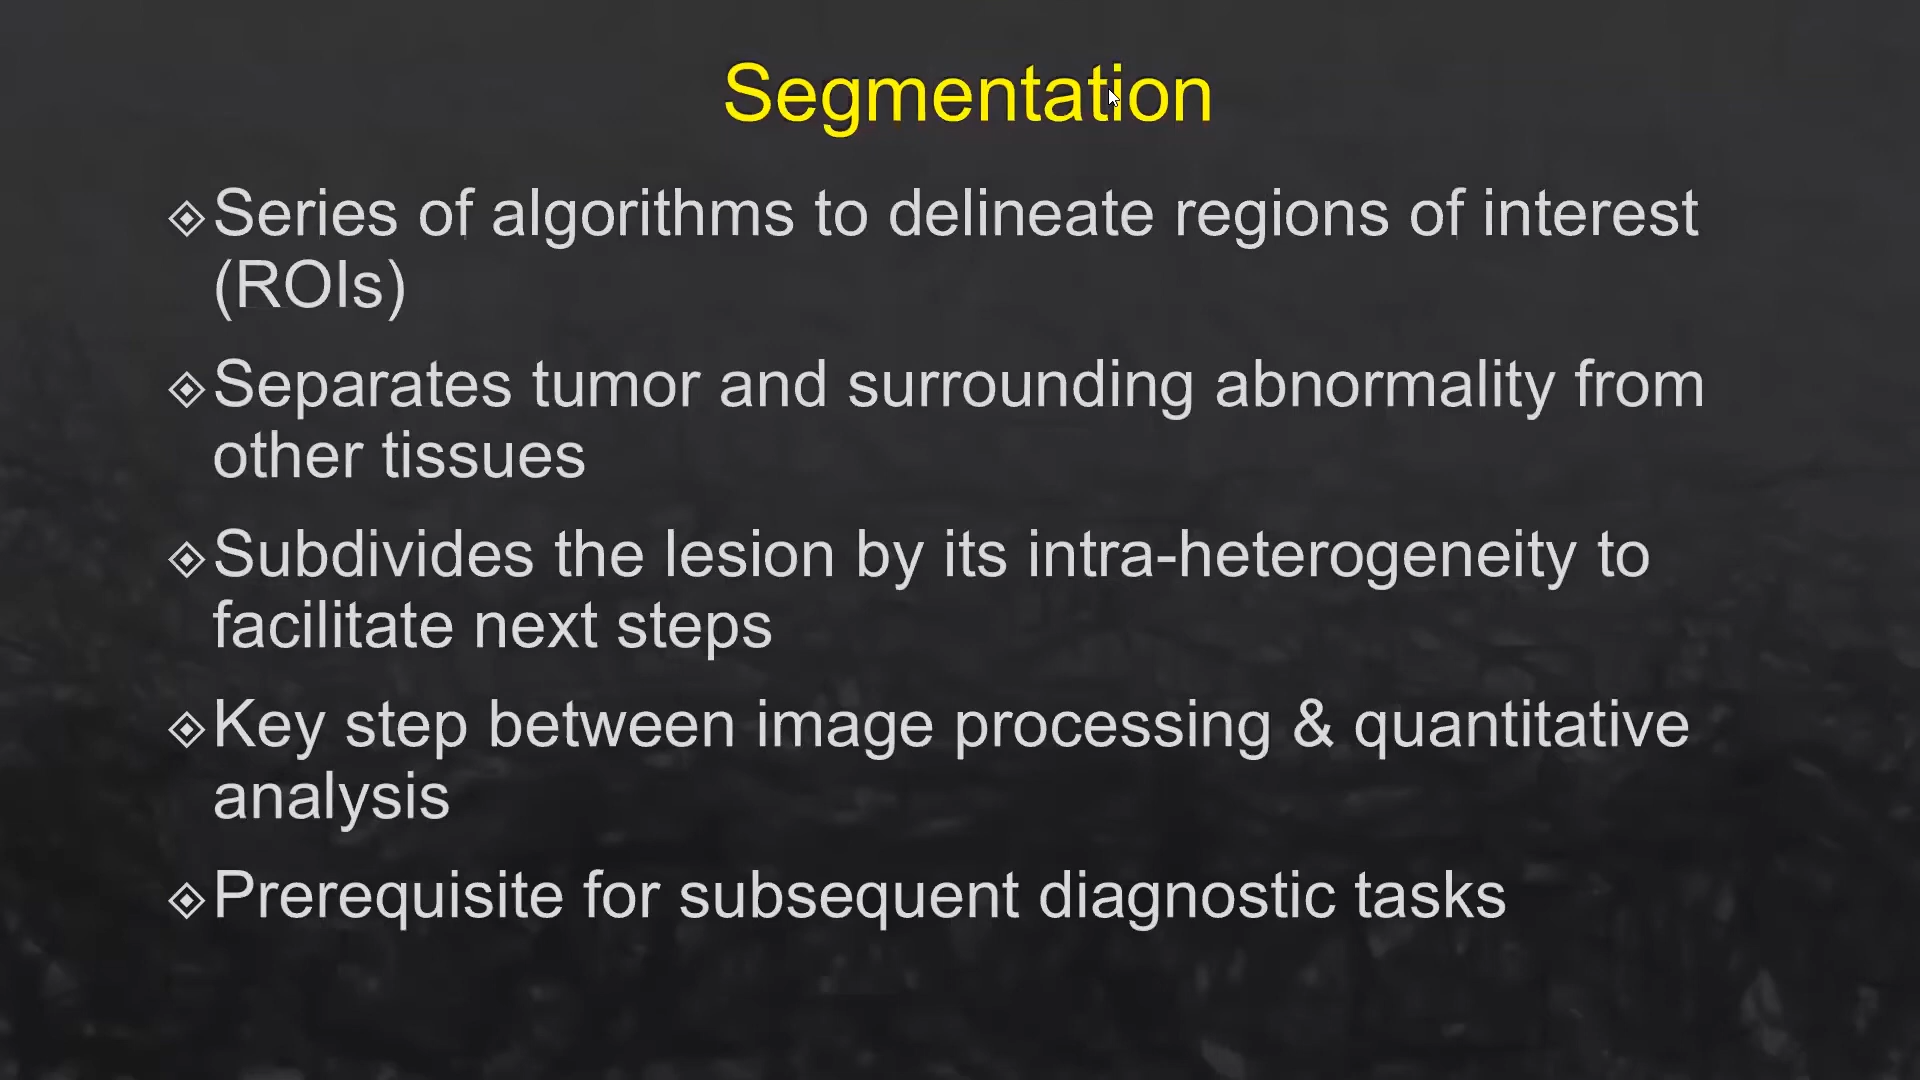 Segmentation
Series of algorithms to delineate regions of interest
(ROIs)
Separates tumor and surrounding abnormality from
other tissues
Subdivides the lesion by its intra-heterogeneity to
facilitate next steps
Key step between image processing & quantitative
analysis
Prerequisite for subsequent diagnostic tasks